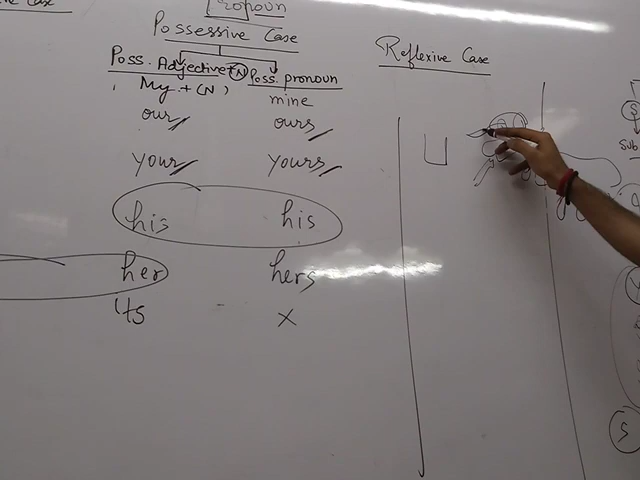 Pronoun
Possessive Case
Poss. Adjective + N Poss. pronoun
My + (N) mine
our ours
your yours
his his
her hers
Its - x
Reflexive Case
U
Case
S
Sub
S